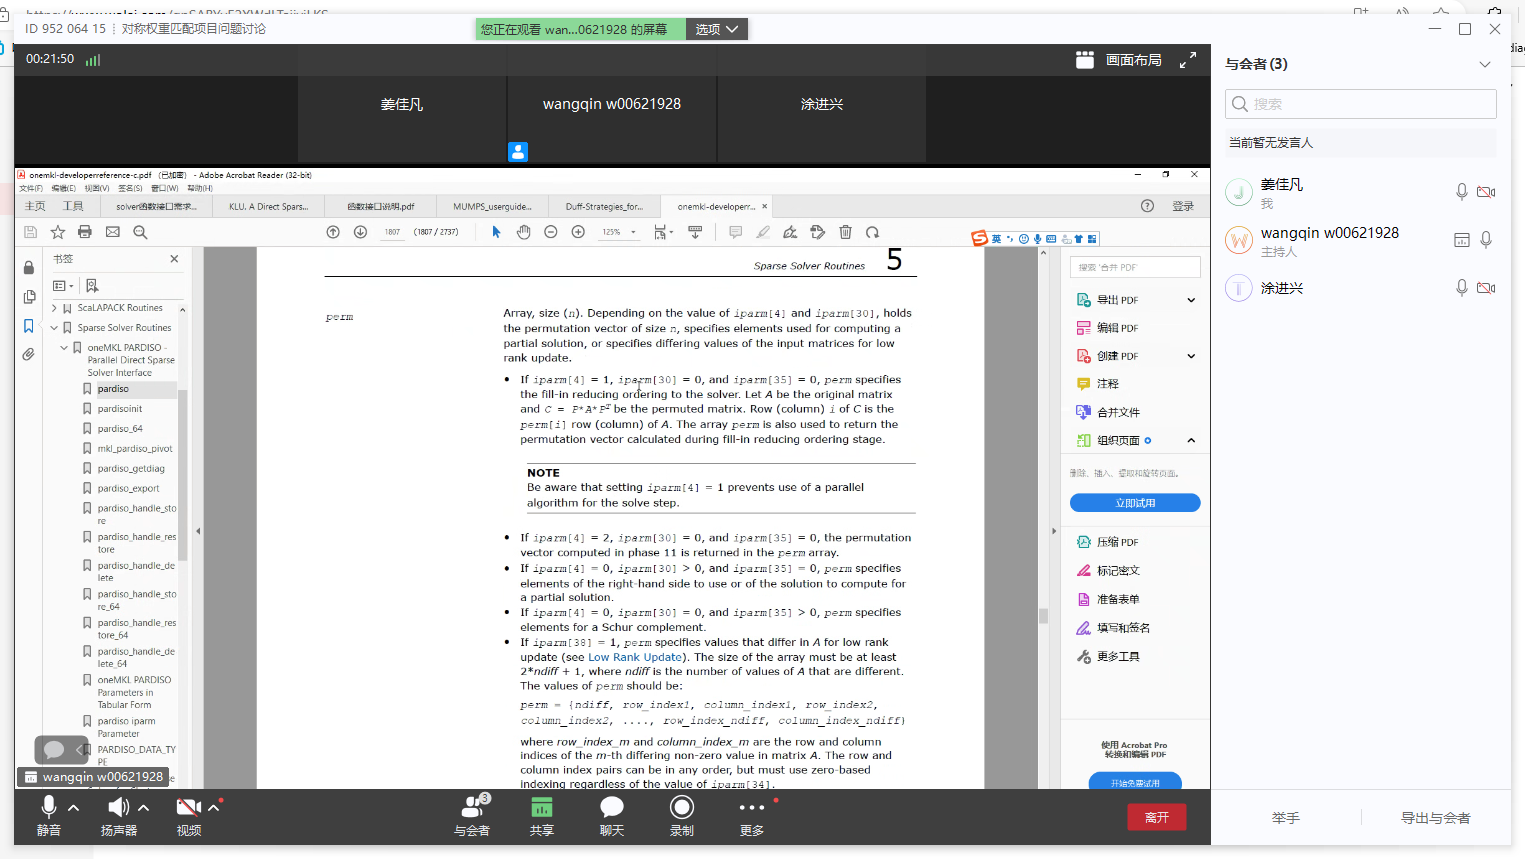 ID 952 064 15 ┊ 对称权重匹配项目问题讨论
您正在观看 wan...0621928 的屏幕
选项
00:21:50
画面布局
姜佳凡
wangqin w00621928
涂进兴
onemkl-developerreference-c.pdf (已加密) - Adobe Acrobat Reader (32-bit)
文件(F) 编辑(E) 视图(V) 签名(S) 窗口(W) 帮助(H)
主页
工具
solver函数接口需求...
KLU, A Direct Spars...
函数接口说明.pdf
MUMPS_userguide...
Duff-Strategies_for...
onemkl-developerr...
登录
1807
(1807 / 2737)
125%
英
书签
ScaLAPACK Routines
Sparse Solver Routines
oneMKL PARDISO -
Parallel Direct Sparse
Solver Interface
pardiso
pardisoinit
pardiso_64
mkl_pardiso_pivot
pardiso_getdiag
pardiso_export
pardiso_handle_sto
re
pardiso_handle_res
tore
pardiso_handle_de
lete
pardiso_handle_sto
re_64
pardiso_handle_res
tore_64
pardiso_handle_de
lete_64
oneMKL PARDISO
Parameters in
Tabular Form
pardiso iparm
Parameter
PARDISO_DATA_TY
PE
wangqin w00621928
Sparse Solver Routines 5
perm
Array, size (n). Depending on the value of iparm[4] and iparm[30], holds
the permutation vector of size n, specifies elements used for computing a
partial solution, or specifies differing values of the input matrices for low
rank update.
• If iparm[4] = 1, iparm[30] = 0, and iparm[35] = 0, perm specifies
the fill-in reducing ordering to the solver. Let A be the original matrix
and C = P*A*Pᵀ be the permuted matrix. Row (column) i of C is the
perm[i] row (column) of A. The array perm is also used to return the
permutation vector calculated during fill-in reducing ordering stage.
NOTE
Be aware that setting iparm[4] = 1 prevents use of a parallel
algorithm for the solve step.
• If iparm[4] = 2, iparm[30] = 0, and iparm[35] = 0, the permutation
vector computed in phase 11 is returned in the perm array.
• If iparm[4] = 0, iparm[30] > 0, and iparm[35] = 0, perm specifies
elements of the right-hand side to use or of the solution to compute for
a partial solution.
• If iparm[4] = 0, iparm[30] = 0, and iparm[35] > 0, perm specifies
elements for a Schur complement.
• If iparm[38] = 1, perm specifies values that differ in A for low rank
update (see Low Rank Update). The size of the array must be at least
2*ndiff + 1, where ndiff is the number of values of A that are different.
The values of perm should be:
perm = {ndiff, row_index1, column_index1, row_index2,
column_index2, ...., row_index_ndiff, column_index_ndiff}
where row_index_m and column_index_m are the row and column
indices of the m-th differing non-zero value in matrix A. The row and
column index pairs can be in any order, but must use zero-based
indexing regardless of the value of iparm[34].
搜索 '合并 PDF'
导出 PDF
编辑 PDF
创建 PDF
注释
合并文件
组织页面
删除、插入、提取和旋转页面。
立即试用
压缩 PDF
标记密文
准备表单
填写和签名
更多工具
使用 Acrobat Pro
转换和编辑 PDF
开始免费试用
与会者(3)
搜索
当前暂无发言人
姜佳凡
我
wangqin w00621928
主持人
涂进兴
静音
扬声器
视频
3
与会者
共享
聊天
录制
更多
离开
举手
导出与会者